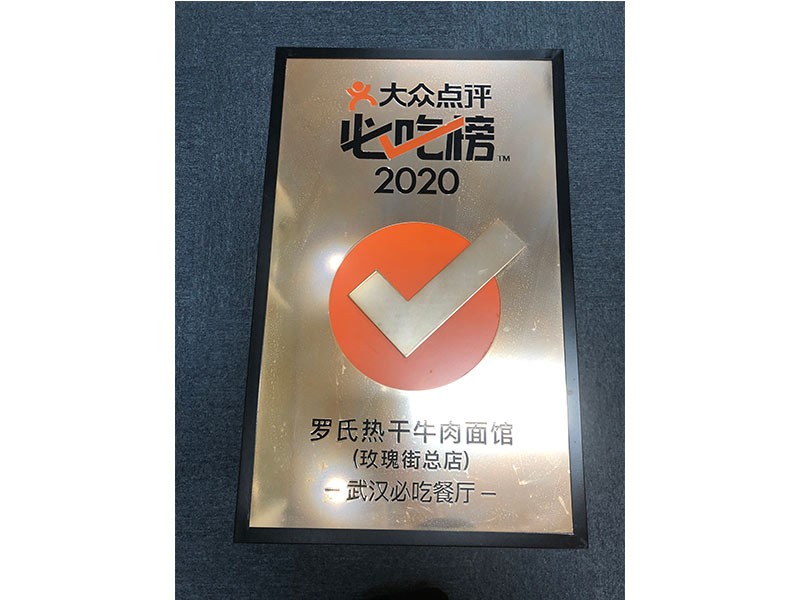 大众点评
必吃榜™
2020
罗氏热干牛肉面馆
(玫瑰街总店)
—武汉必吃餐厅—